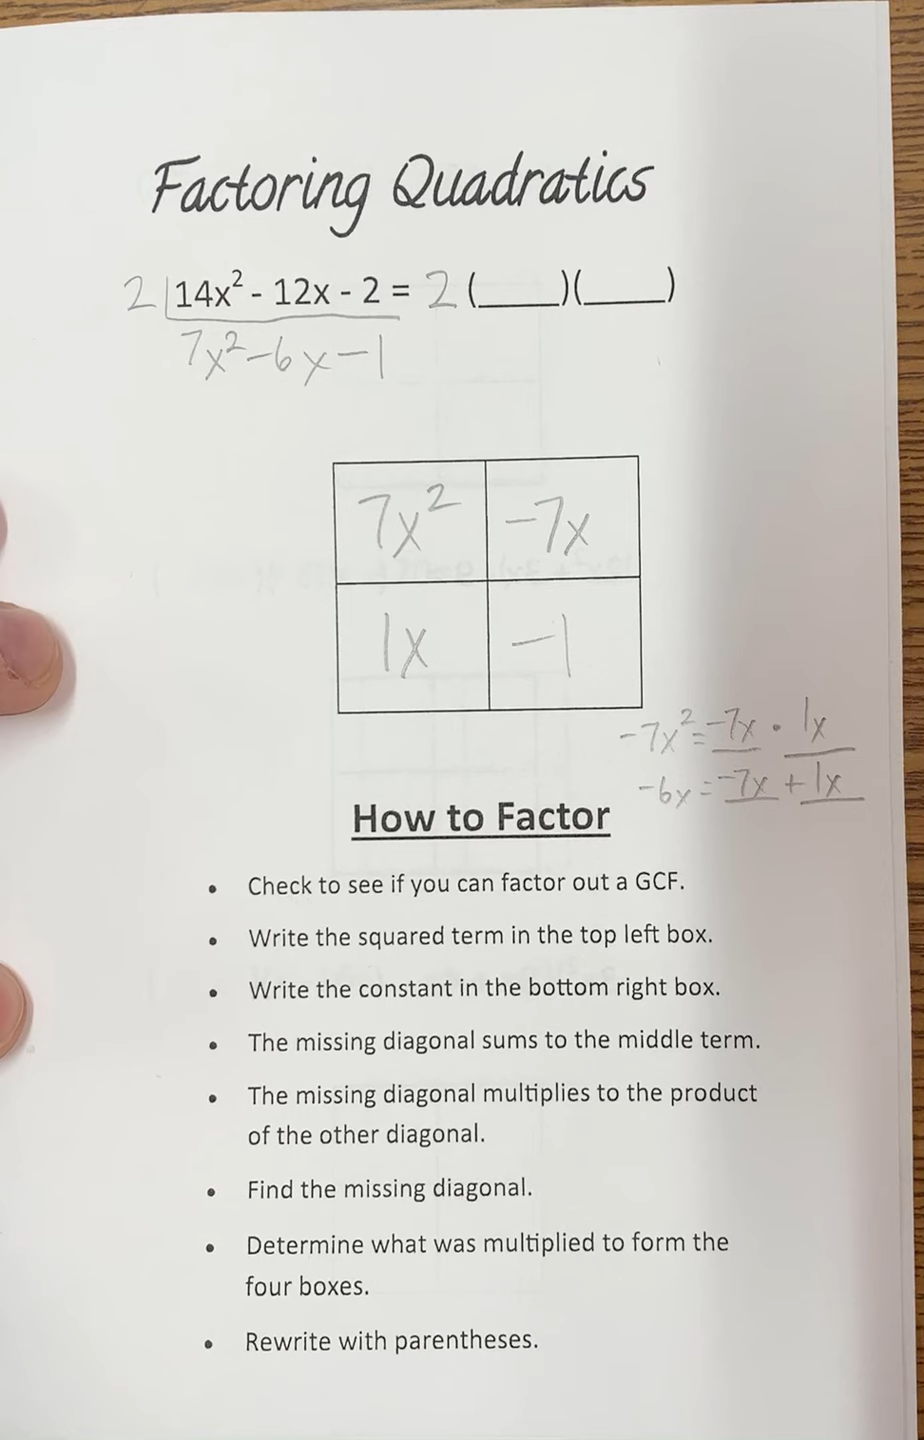 Factoring Quadratics
2 14x² - 12x - 2 = 2 (_____)(_____)
7x²-6x-1
7x² -7x
1x -1
-7x² = -7x · 1x
-6x = -7x + 1x
How to Factor
• Check to see if you can factor out a GCF.
• Write the squared term in the top left box.
• Write the constant in the bottom right box.
• The missing diagonal sums to the middle term.
• The missing diagonal multiplies to the product
of the other diagonal.
• Find the missing diagonal.
• Determine what was multiplied to form the
four boxes.
• Rewrite with parentheses.